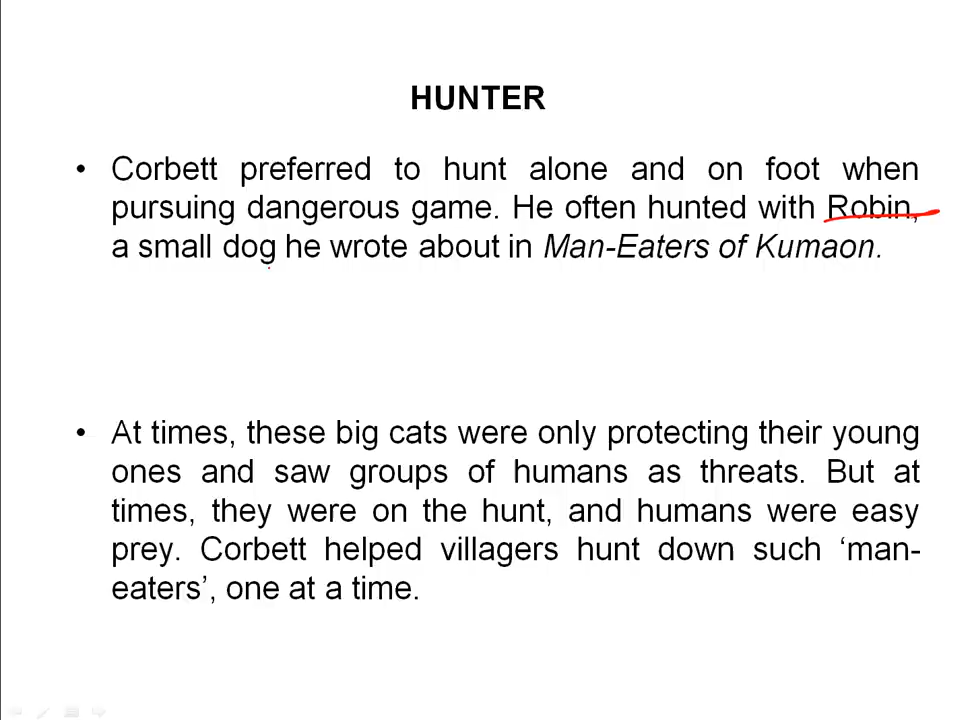 HUNTER
• Corbett preferred to hunt alone and on foot when
pursuing dangerous game. He often hunted with Robin,
a small dog he wrote about in Man-Eaters of Kumaon.
• At times, these big cats were only protecting their young
ones and saw groups of humans as threats. But at
times, they were on the hunt, and humans were easy
prey. Corbett helped villagers hunt down such ‘man-
eaters’, one at a time.